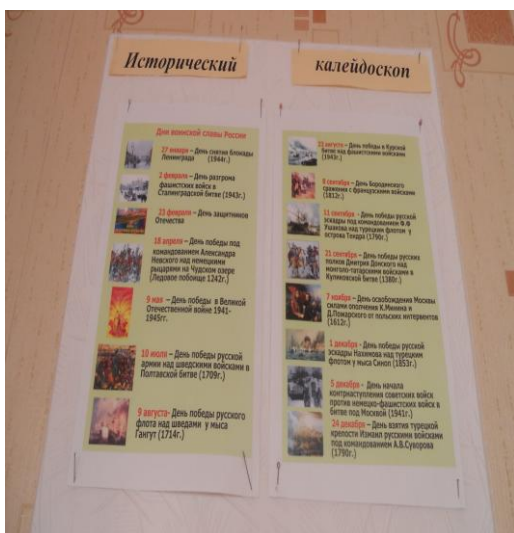 Исторический
калейдоскоп
Дни воинской славы России
27 января – День снятия блокады
Ленинграда (1944г.)
2 февраля – День разгрома
фашистских войск в
Сталинградской битве (1943г.)
23 февраля – День защитников
Отечества
18 апреля – День победы под
командованием Александра
Невского над немецкими
рыцарями на Чудском озере
(Ледовое побоище 1242г.)
9 мая – День победы в Великой
Отечественной войне 1941-
1945гг.
10 июля – День победы русской
армии над шведскими войсками в
Полтавской битве (1709г.)
9 августа- День победы русского
флота над шведами у мыса
Гангут (1714г.)
23 августа – День победы в Курской
битве над фашистскими войсками
(1943г.)
8 сентября – День Бородинского
сражения с французскими войсками
(1812г.)
11 сентября - День победы русской
эскадры под командованием Ф.Ф
Ушакова над турецким флотом у
острова Тендра (1790г.)
21 сентября – День победы русских
полков Дмитрия Донского над
монголо-татарскими войсками в
Куликовской битве (1380г.)
7 ноября – День освобождения Москвы
силами ополчения К.Минина и
Д.Пожарского от польских интервентов
(1612г.)
1 декабря – День победы русской
эскадры Нахимова над турецким
флотом у мыса Синоп (1853г.)
5 декабря – День начала
контрнаступления советских войск
против немецко-фашистских войск в
битве под Москвой (1941г.)
24 декабря – День взятия турецкой
крепости Измаил русскими войсками
под командованием А.В.Суворова
(1790г.)